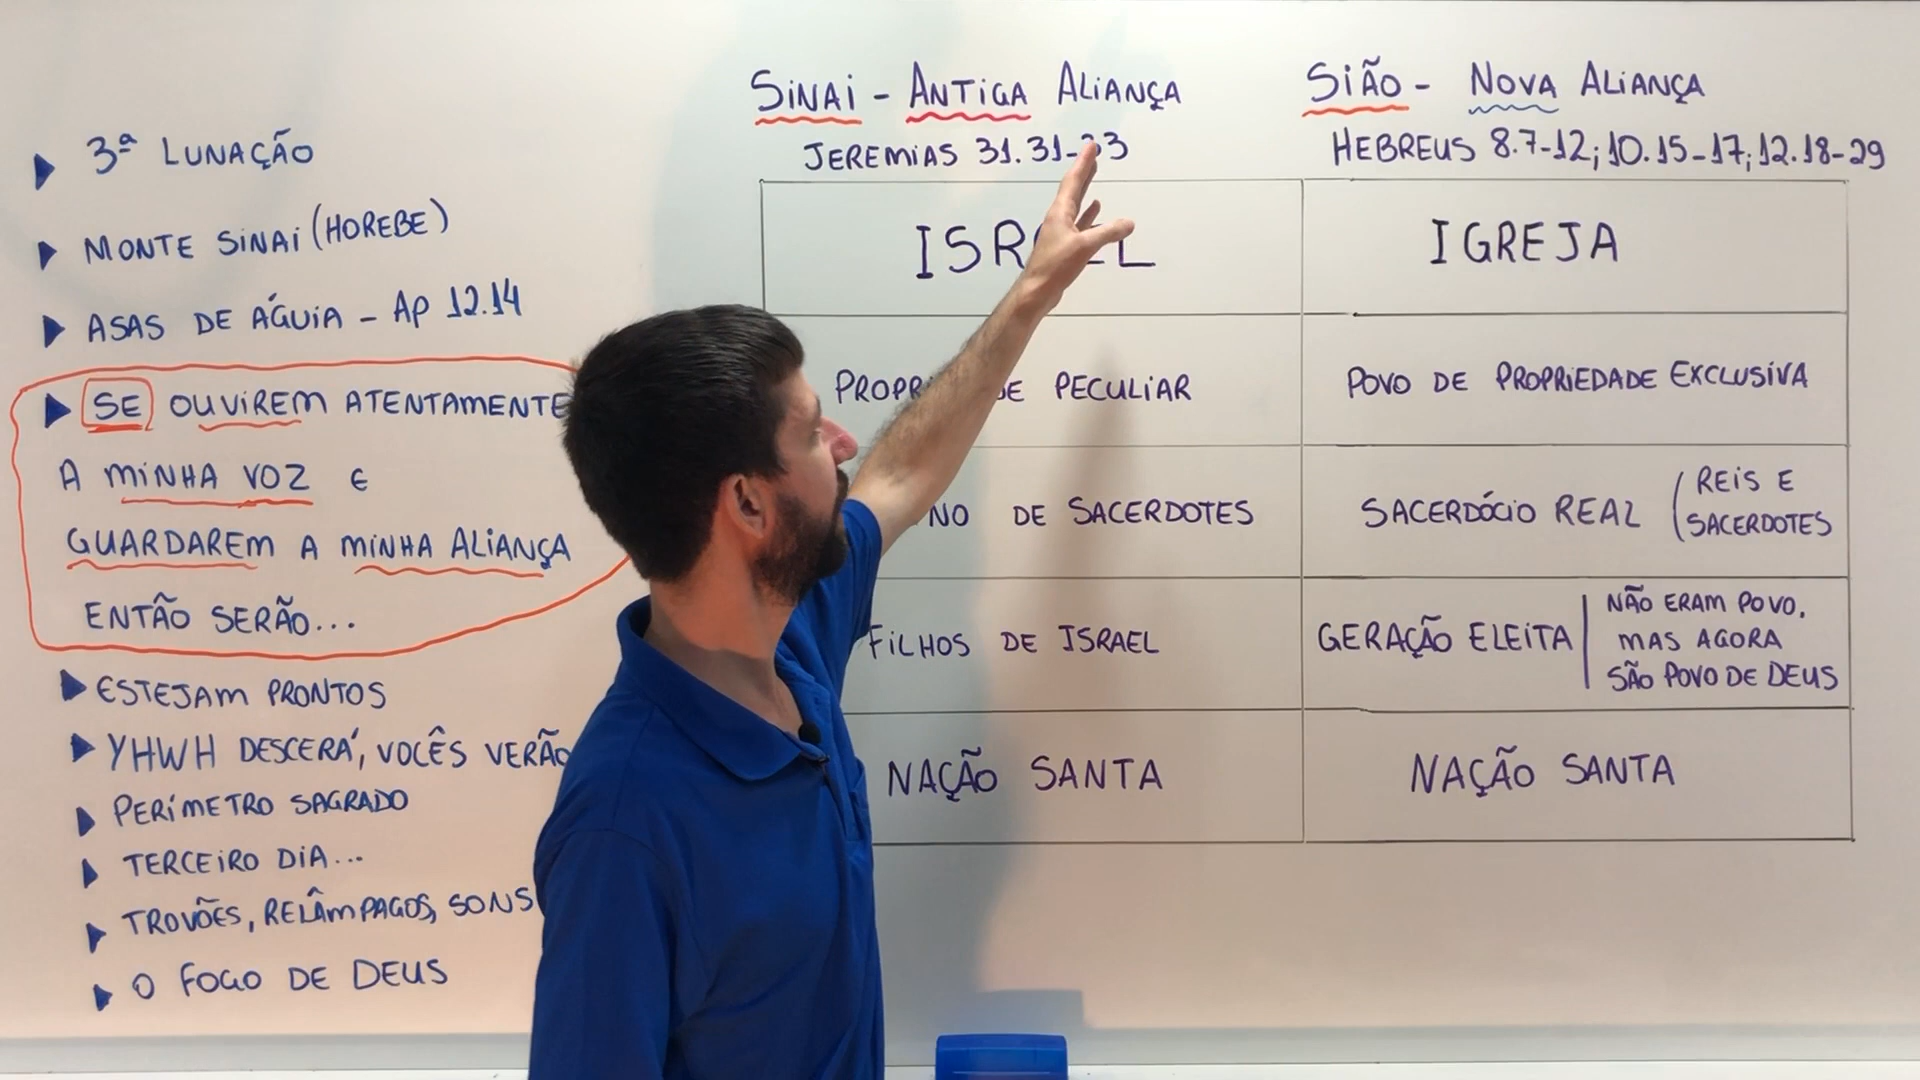 3ª LUNAÇÃO
MONTE SINAI (HOREBE)
ASAS DE ÁGUIA - AP 12.14
SE OUVIREM ATENTAMENTE
A MINHA VOZ E
GUARDAREM A MINHA ALIANÇA
ENTÃO SERÃO...
ESTEJAM PRONTOS
YHWH DESCERÁ, VOCÊS VERÃO
PERÍMETRO SAGRADO
TERCEIRO DIA...
TROVÕES, RELÂMPAGOS, SONS
O FOGO DE DEUS
SINAI - ANTIGA ALIANÇA
JEREMIAS 31.31-33
PECULIAR
DE SACERDOTES
FILHOS DE ISRAEL
NAÇÃO SANTA
SIÃO - NOVA ALIANÇA
HEBREUS 8.7-12; 10.15-17; 12.18-29
IGREJA
POVO DE PROPRIEDADE EXCLUSIVA
SACERDÓCIO REAL
(REIS E
SACERDOTES
GERAÇÃO ELEITA
NÃO ERAM POVO,
MAS AGORA
SÃO POVO DE DEUS
NAÇÃO SANTA